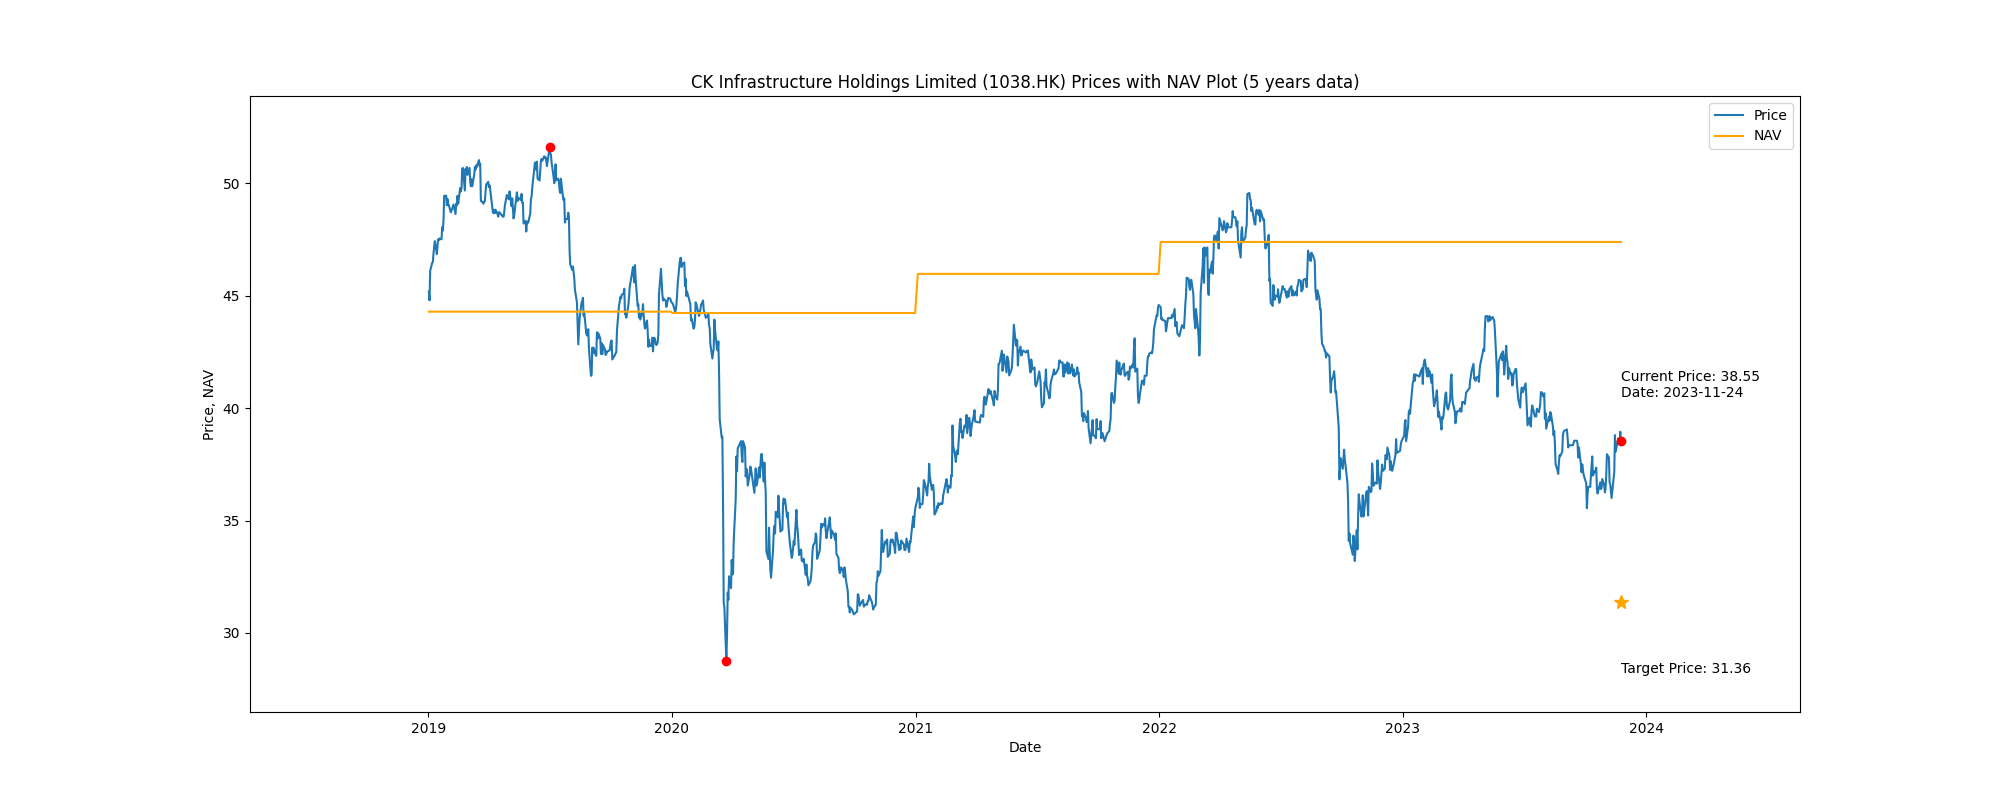 CK Infrastructure Holdings Limited (1038.HK) Prices with NAV Plot (5 years data)
Price
NAV
50
45
40
35
30
Price, NAV
Current Price: 38.55
Date: 2023-11-24
Target Price: 31.36
2019
2020
2021
2022
2023
2024
Date